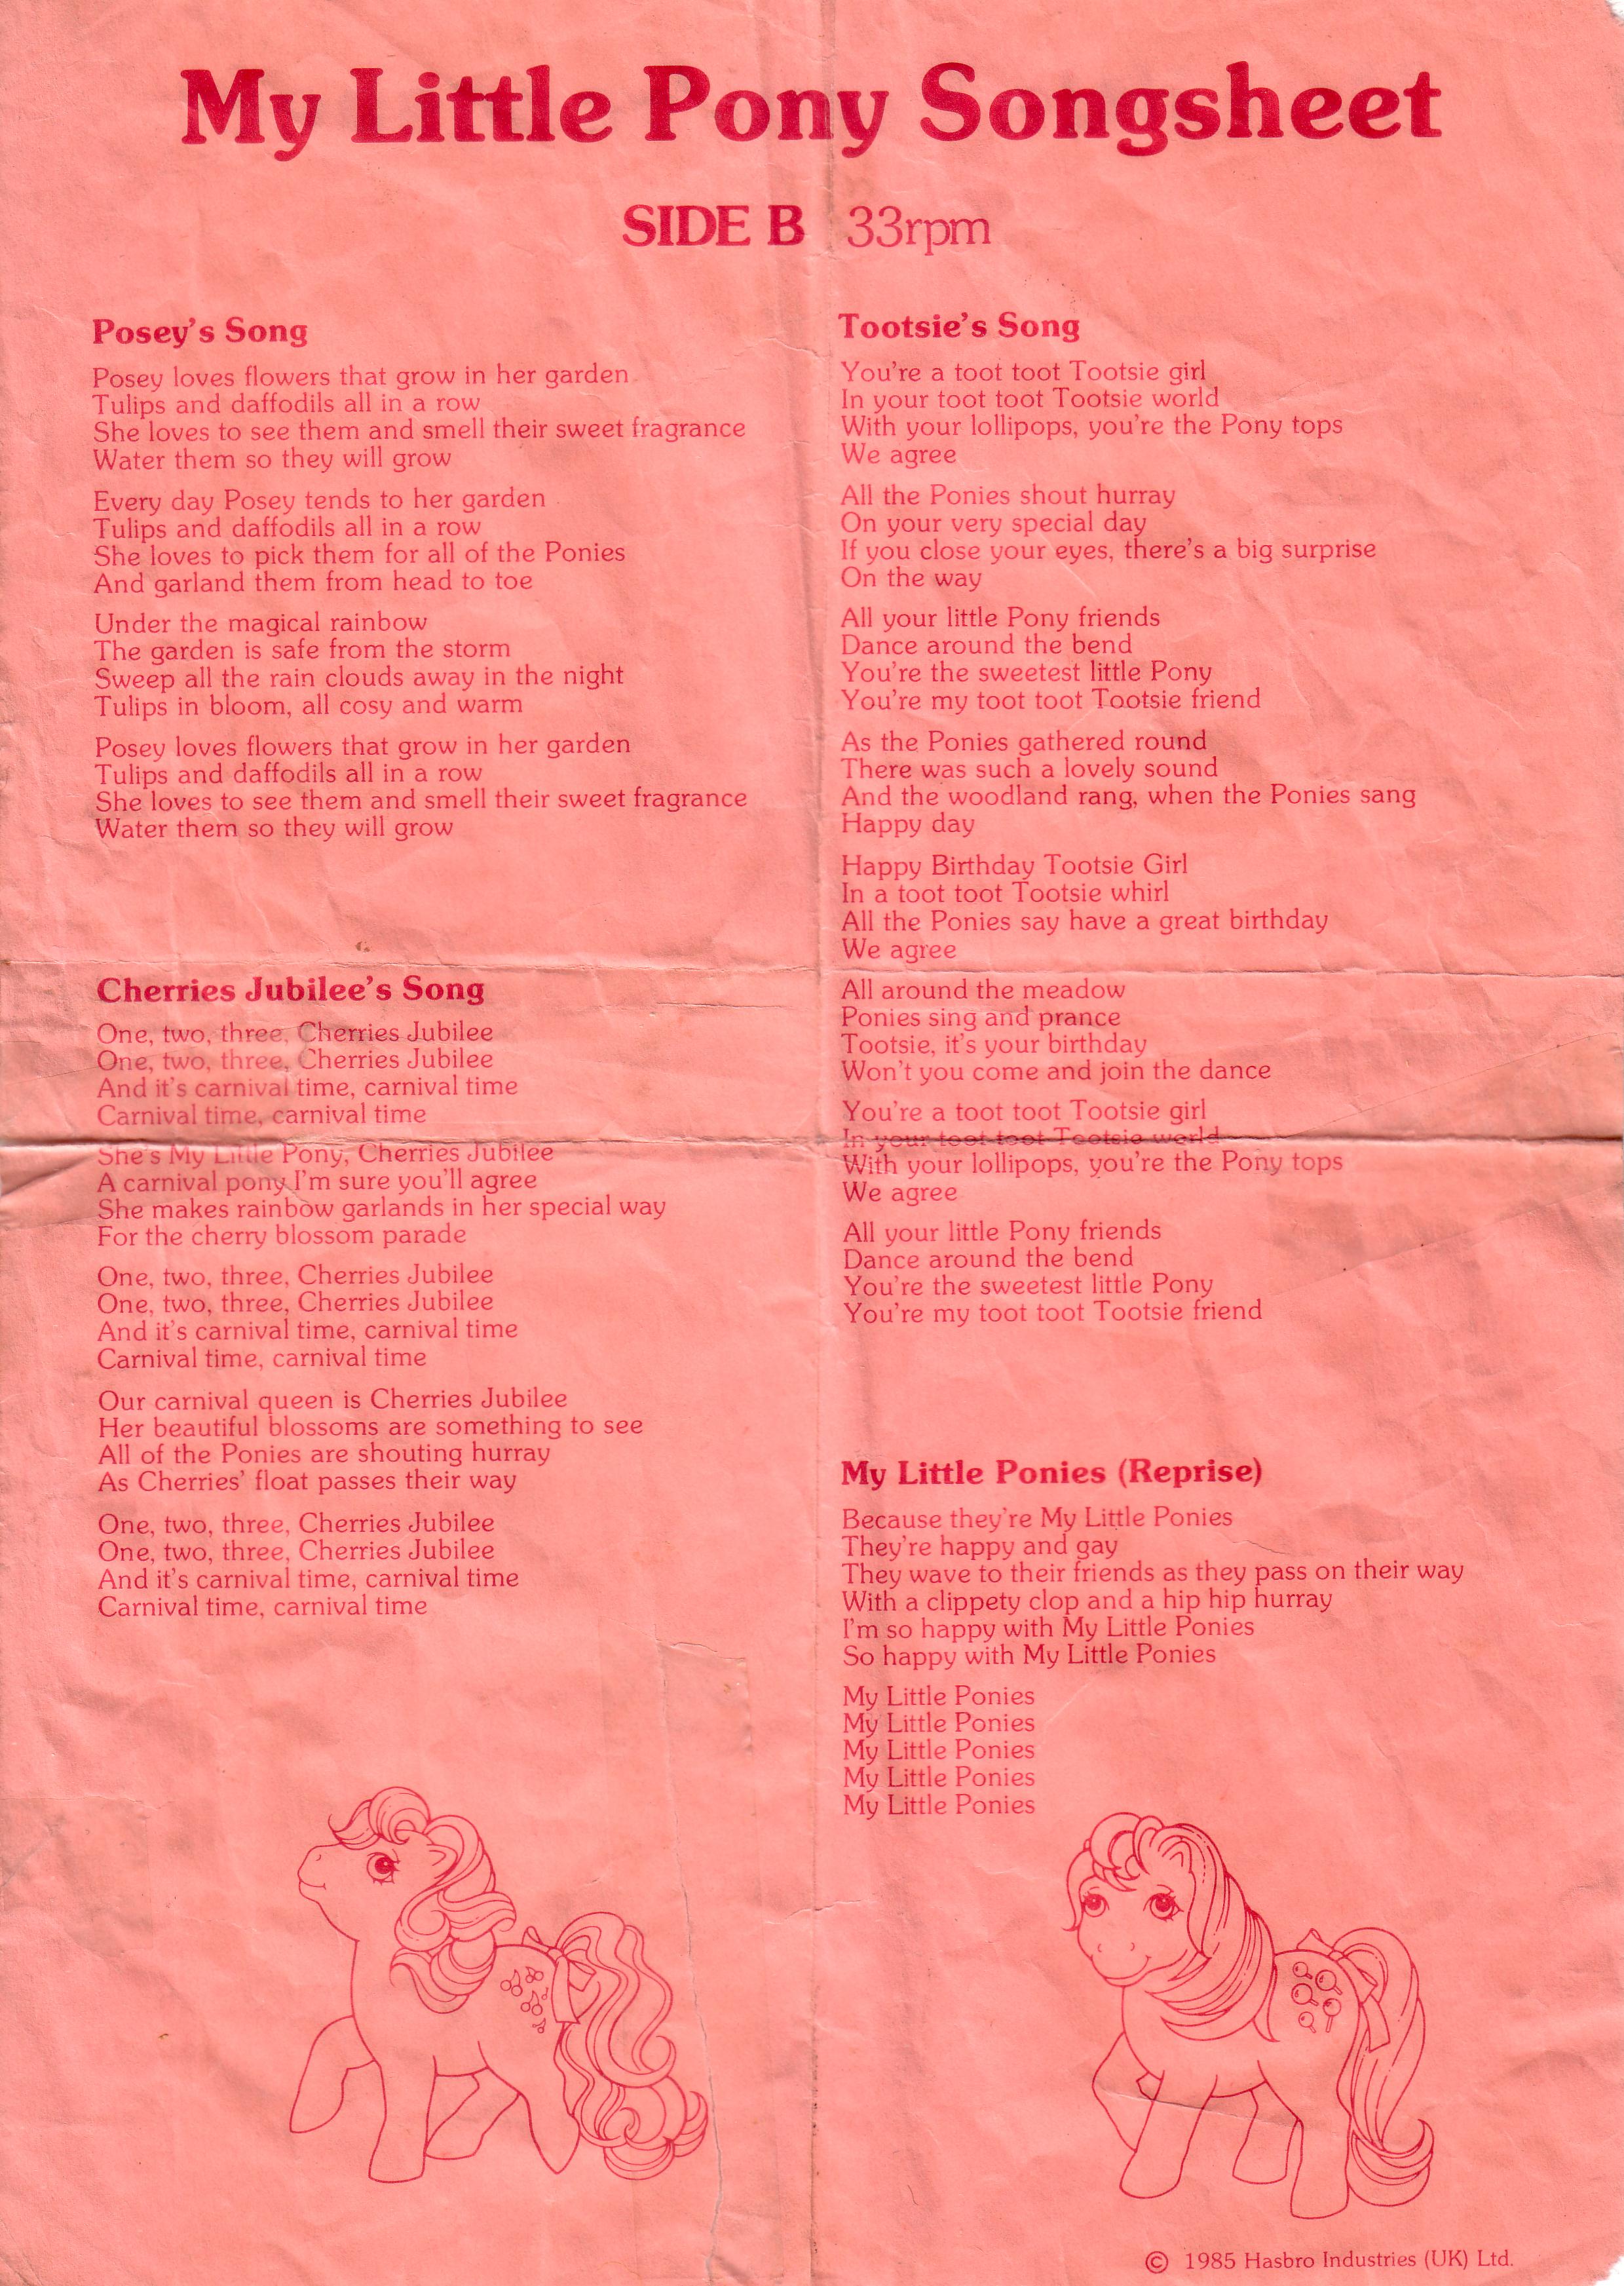 My Little Pony Songsheet
SIDE B 33rpm
Posey's Song
Posey loves flowers that grow in her garden
Tulips and daffodils all in a row
She loves to see them and smell their sweet fragrance
Water them so they will grow
Every day Posey tends to her garden
Tulips and daffodils all in a row
She loves to pick them for all of the Ponies
And garland them from head to toe
Under the magical rainbow
The garden is safe from the storm
Sweep all the rain clouds away in the night
Tulips in bloom, all cosy and warm
Posey loves flowers that grow in her garden
Tulips and daffodils all in a row
She loves to see them and smell their sweet fragrance
Water them so they will grow
Cherries Jubilee's Song
One, two, three, Cherries Jubilee
One, two, three, Cherries Jubilee
And it's carnival time, carnival time
Carnival time, carnival time
She's My Little Pony, Cherries Jubilee
A carnival pony I'm sure you'll agree
She makes rainbow garlands in her special way
For the cherry blossom parade
One, two, three, Cherries Jubilee
One, two, three, Cherries Jubilee
And it's carnival time, carnival time
Carnival time, carnival time
Our carnival queen is Cherries Jubilee
Her beautiful blossoms are something to see
All of the Ponies are shouting hurray
As Cherries' float passes their way
One, two, three, Cherries Jubilee
One, two, three, Cherries Jubilee
And it's carnival time, carnival time
Carnival time, carnival time
Tootsie's Song
You're a toot toot Tootsie girl
In your toot toot Tootsie world
With your lollipops, you're the Pony tops
We agree
All the Ponies shout hurray
On your very special day
If you close your eyes, there's a big surprise
On the way
All your little Pony friends
Dance around the bend
You're the sweetest little Pony
You're my toot toot Tootsie friend
As the Ponies gathered round
There was such a lovely sound
And the woodland rang, when the Ponies sang
Happy day
Happy Birthday Tootsie Girl
In a toot toot Tootsie whirl
All the Ponies say have a great birthday
We agree
All around the meadow
Ponies sing and prance
Tootsie, it's your birthday
Won't you come and join the dance
You're a toot toot Tootsie girl
In your toot toot Tootsie world
With your lollipops, you're the Pony tops
We agree
All your little Pony friends
Dance around the bend
You're the sweetest little Pony
You're my toot toot Tootsie friend
My Little Ponies (Reprise)
Because they're My Little Ponies
They're happy and gay
They wave to their friends as they pass on their way
With a clippety clop and a hip hip hurray
I'm so happy with My Little Ponies
So happy with My Little Ponies
My Little Ponies
My Little Ponies
My Little Ponies
My Little Ponies
My Little Ponies
© 1985 Hasbro Industries (UK) Ltd.